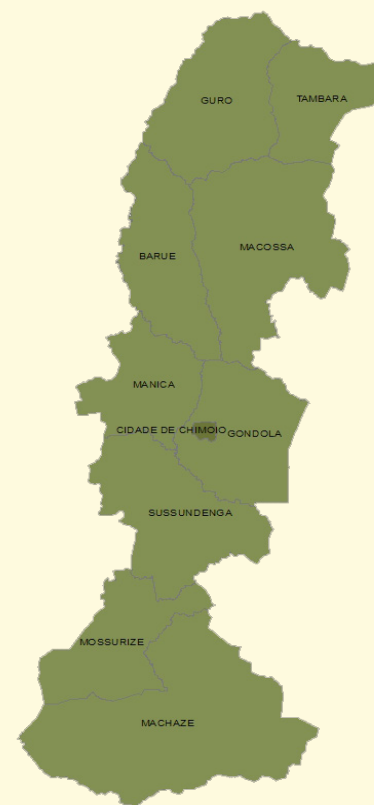 GURO
TAMBARA
MACOSSA
BARUE
MANICA
CIDADE DE CHIMOIO
GONDOLA
SUSSUNDENGA
MOSSURIZE
MACHAZE